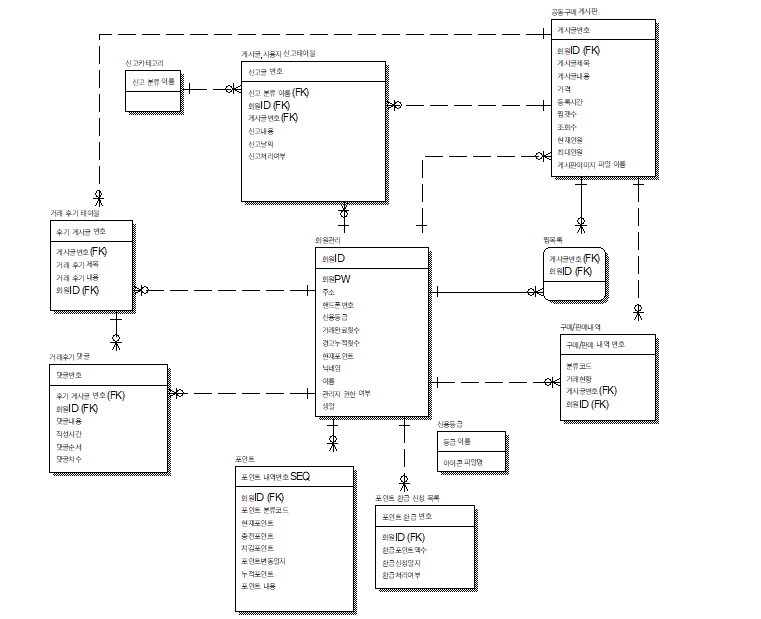 공동구매 게시판
게시글번호
회원ID (FK)
게시글제목
게시글내용
가격
등록시간
찜갯수
조회수
현재인원
최대인원
게시판이미지 파일 이름
신고카테고리
신고 분류 이름
게시글,사용자 신고테이블
신고글 번호
신고 분류 이름(FK)
회원ID (FK)
게시글번호(FK)
신고내용
신고날짜
신고처리여부
거래 후기 테이블
후기 게시글 번호
게시글번호(FK)
거래 후기 제목
거래 후기 내용
회원ID (FK)
회원관리
회원ID
회원PW
주소
핸드폰번호
신용등급
거래완료횟수
경고누적횟수
현재포인트
닉네임
이름
관리자 권한 여부
생일
찜목록
게시글번호(FK)
회원ID (FK)
구매/판매내역
구매/판매 내역 번호
분류코드
거래현황
게시글번호(FK)
회원ID (FK)
거래후기 댓글
댓글번호
후기 게시글 번호(FK)
회원ID (FK)
댓글내용
작성시간
댓글순서
댓글차수
신용등급
등급 이름
아이콘 파일명
포인트
포인트 내역번호SEQ
회원ID (FK)
포인트 분류코드
현재포인트
충전포인트
차감포인트
포인트변동일자
누적포인트
포인트 내용
포인트 환급 신청 목록
포인트 환급 번호
회원ID (FK)
환급포인트액수
환급신청일자
환급처리여부